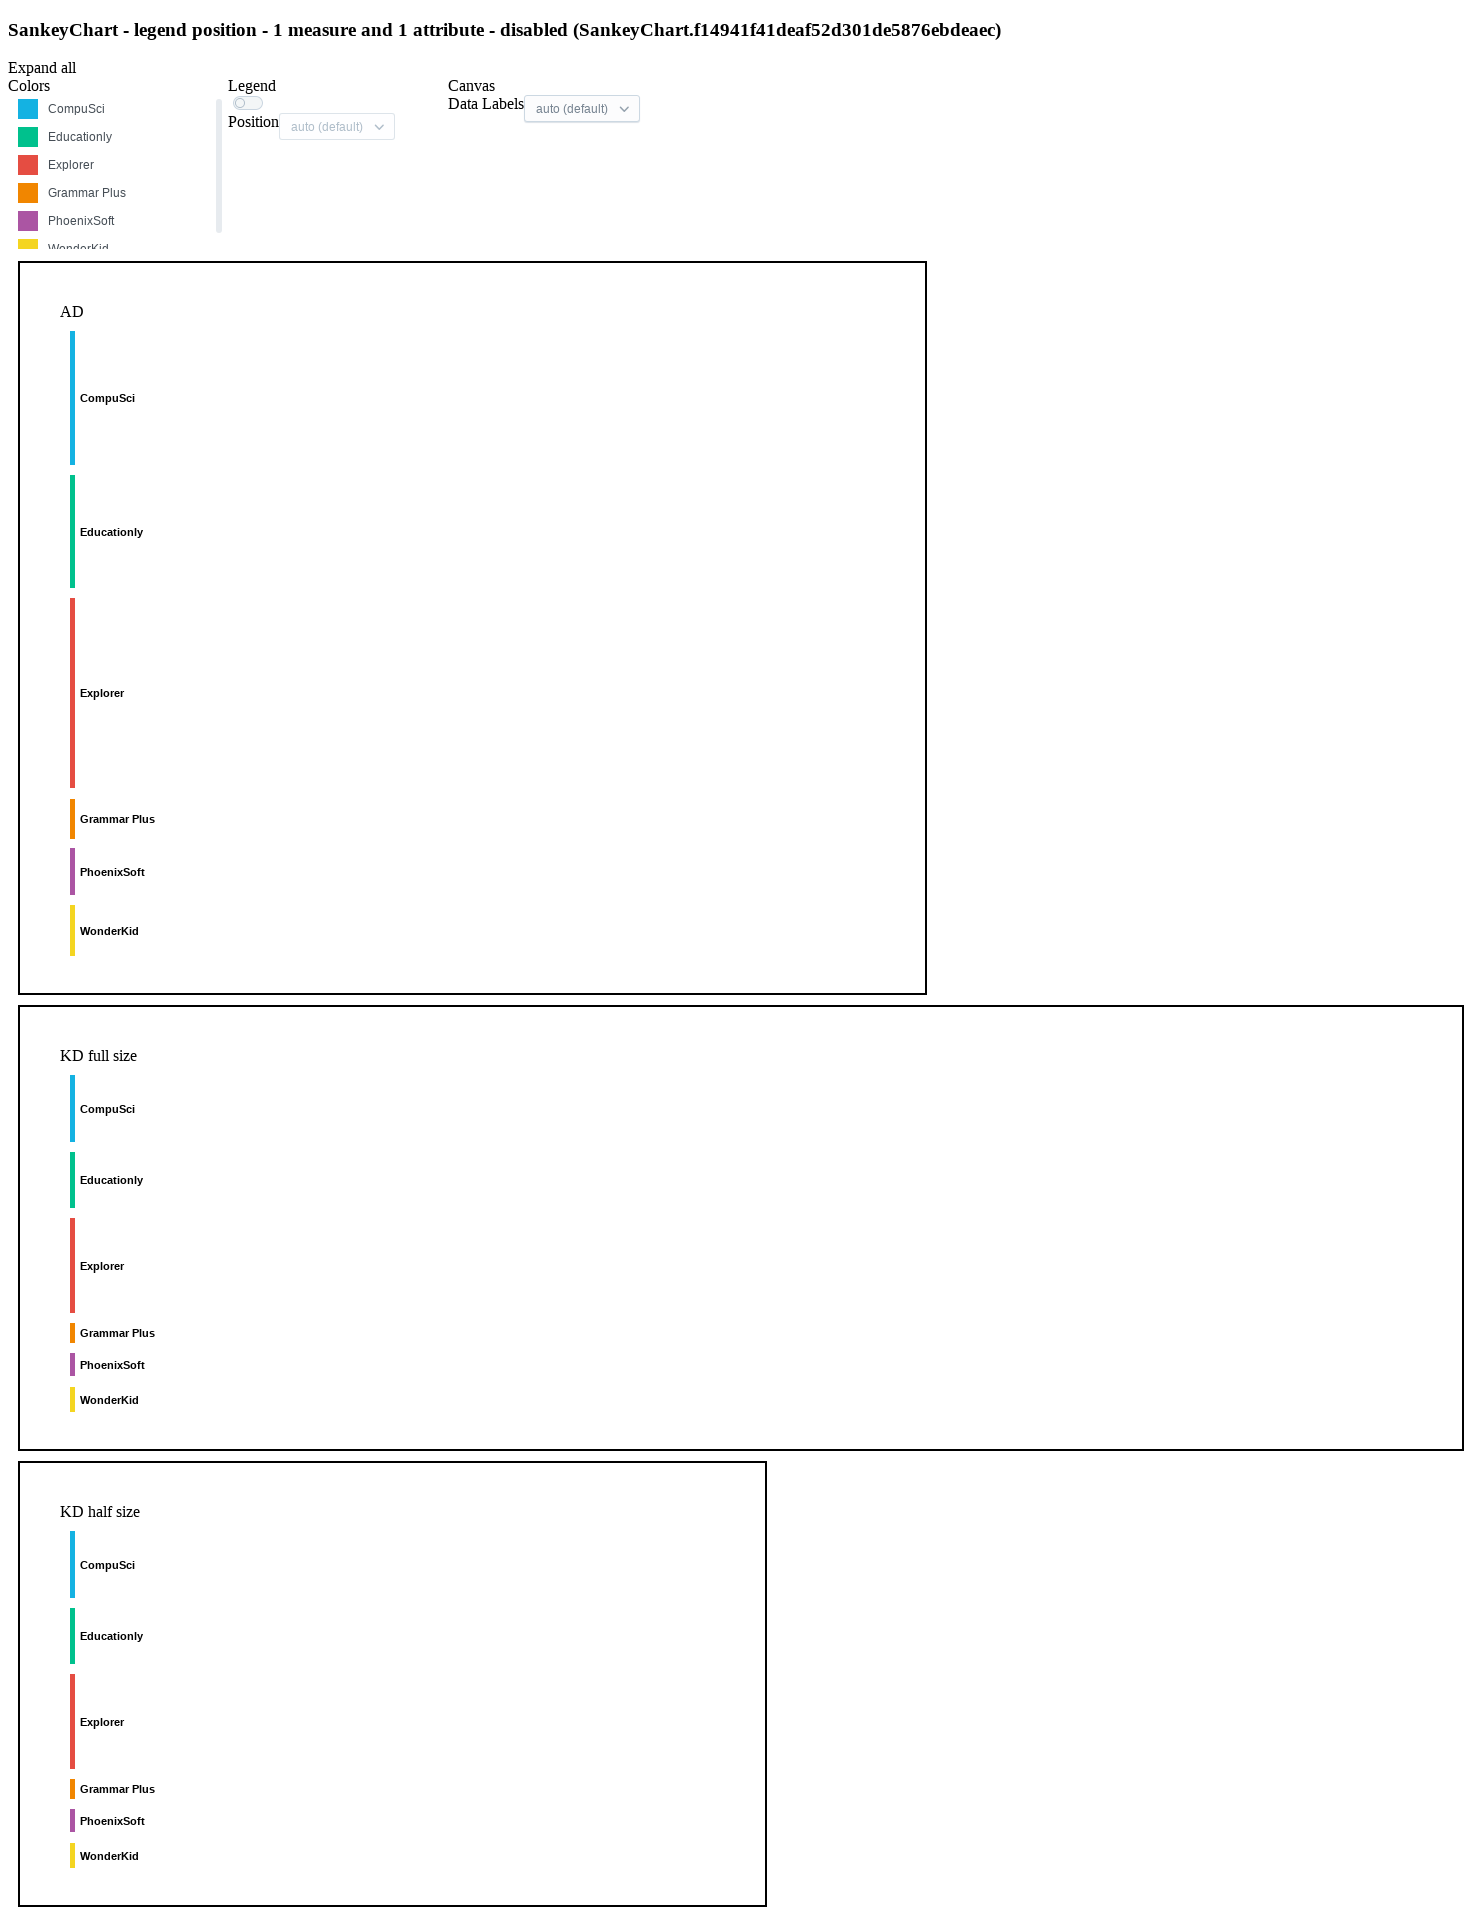 SankeyChart - legend position - 1 measure and 1 attribute - disabled (SankeyChart.f14941f41deaf52d301de5876ebdeaec)
Expand all
Colors
CompuSci
Educationly
Explorer
Grammar Plus
PhoenixSoft
WonderKid
Legend
Position auto (default)
Canvas
Data Labels auto (default)
AD
CompuSci
Educationly
Explorer
Grammar Plus
PhoenixSoft
WonderKid
KD full size
CompuSci
Educationly
Explorer
Grammar Plus
PhoenixSoft
WonderKid
KD half size
CompuSci
Educationly
Explorer
Grammar Plus
PhoenixSoft
WonderKid